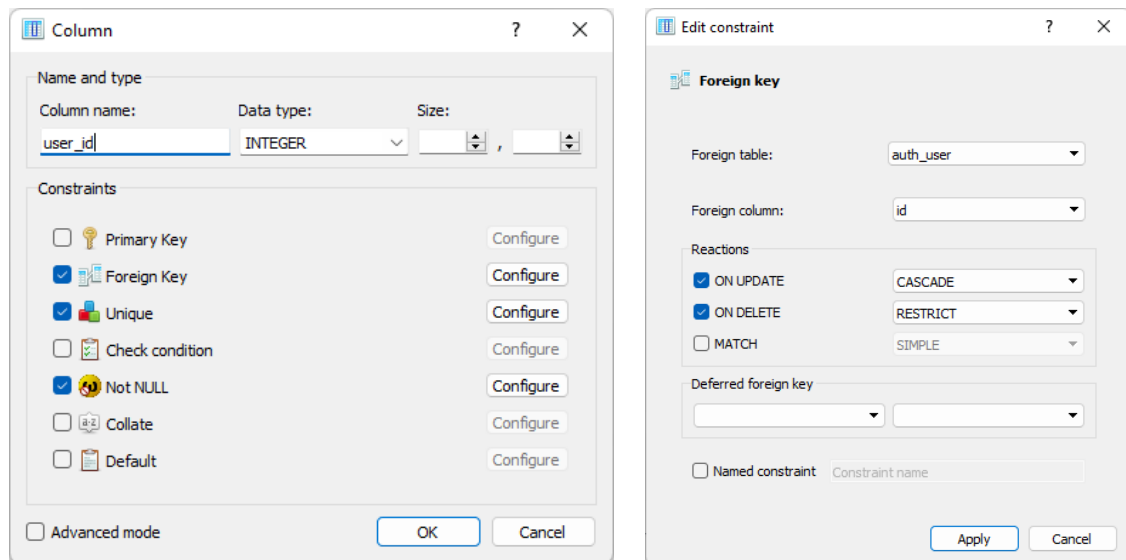 Column
?
Name and type
Column name:
Data type:
Size:
user_id
INTEGER
,
Constraints
Primary Key
Configure
Foreign Key
Configure
Unique
Configure
Check condition
Configure
Not NULL
Configure
Collate
Configure
Default
Configure
Advanced mode
OK
Cancel
Edit constraint
?
Foreign key
Foreign table:
auth_user
Foreign column:
id
Reactions
ON UPDATE
CASCADE
ON DELETE
RESTRICT
MATCH
SIMPLE
Deferred foreign key
Named constraint
Constraint name
Apply
Cancel